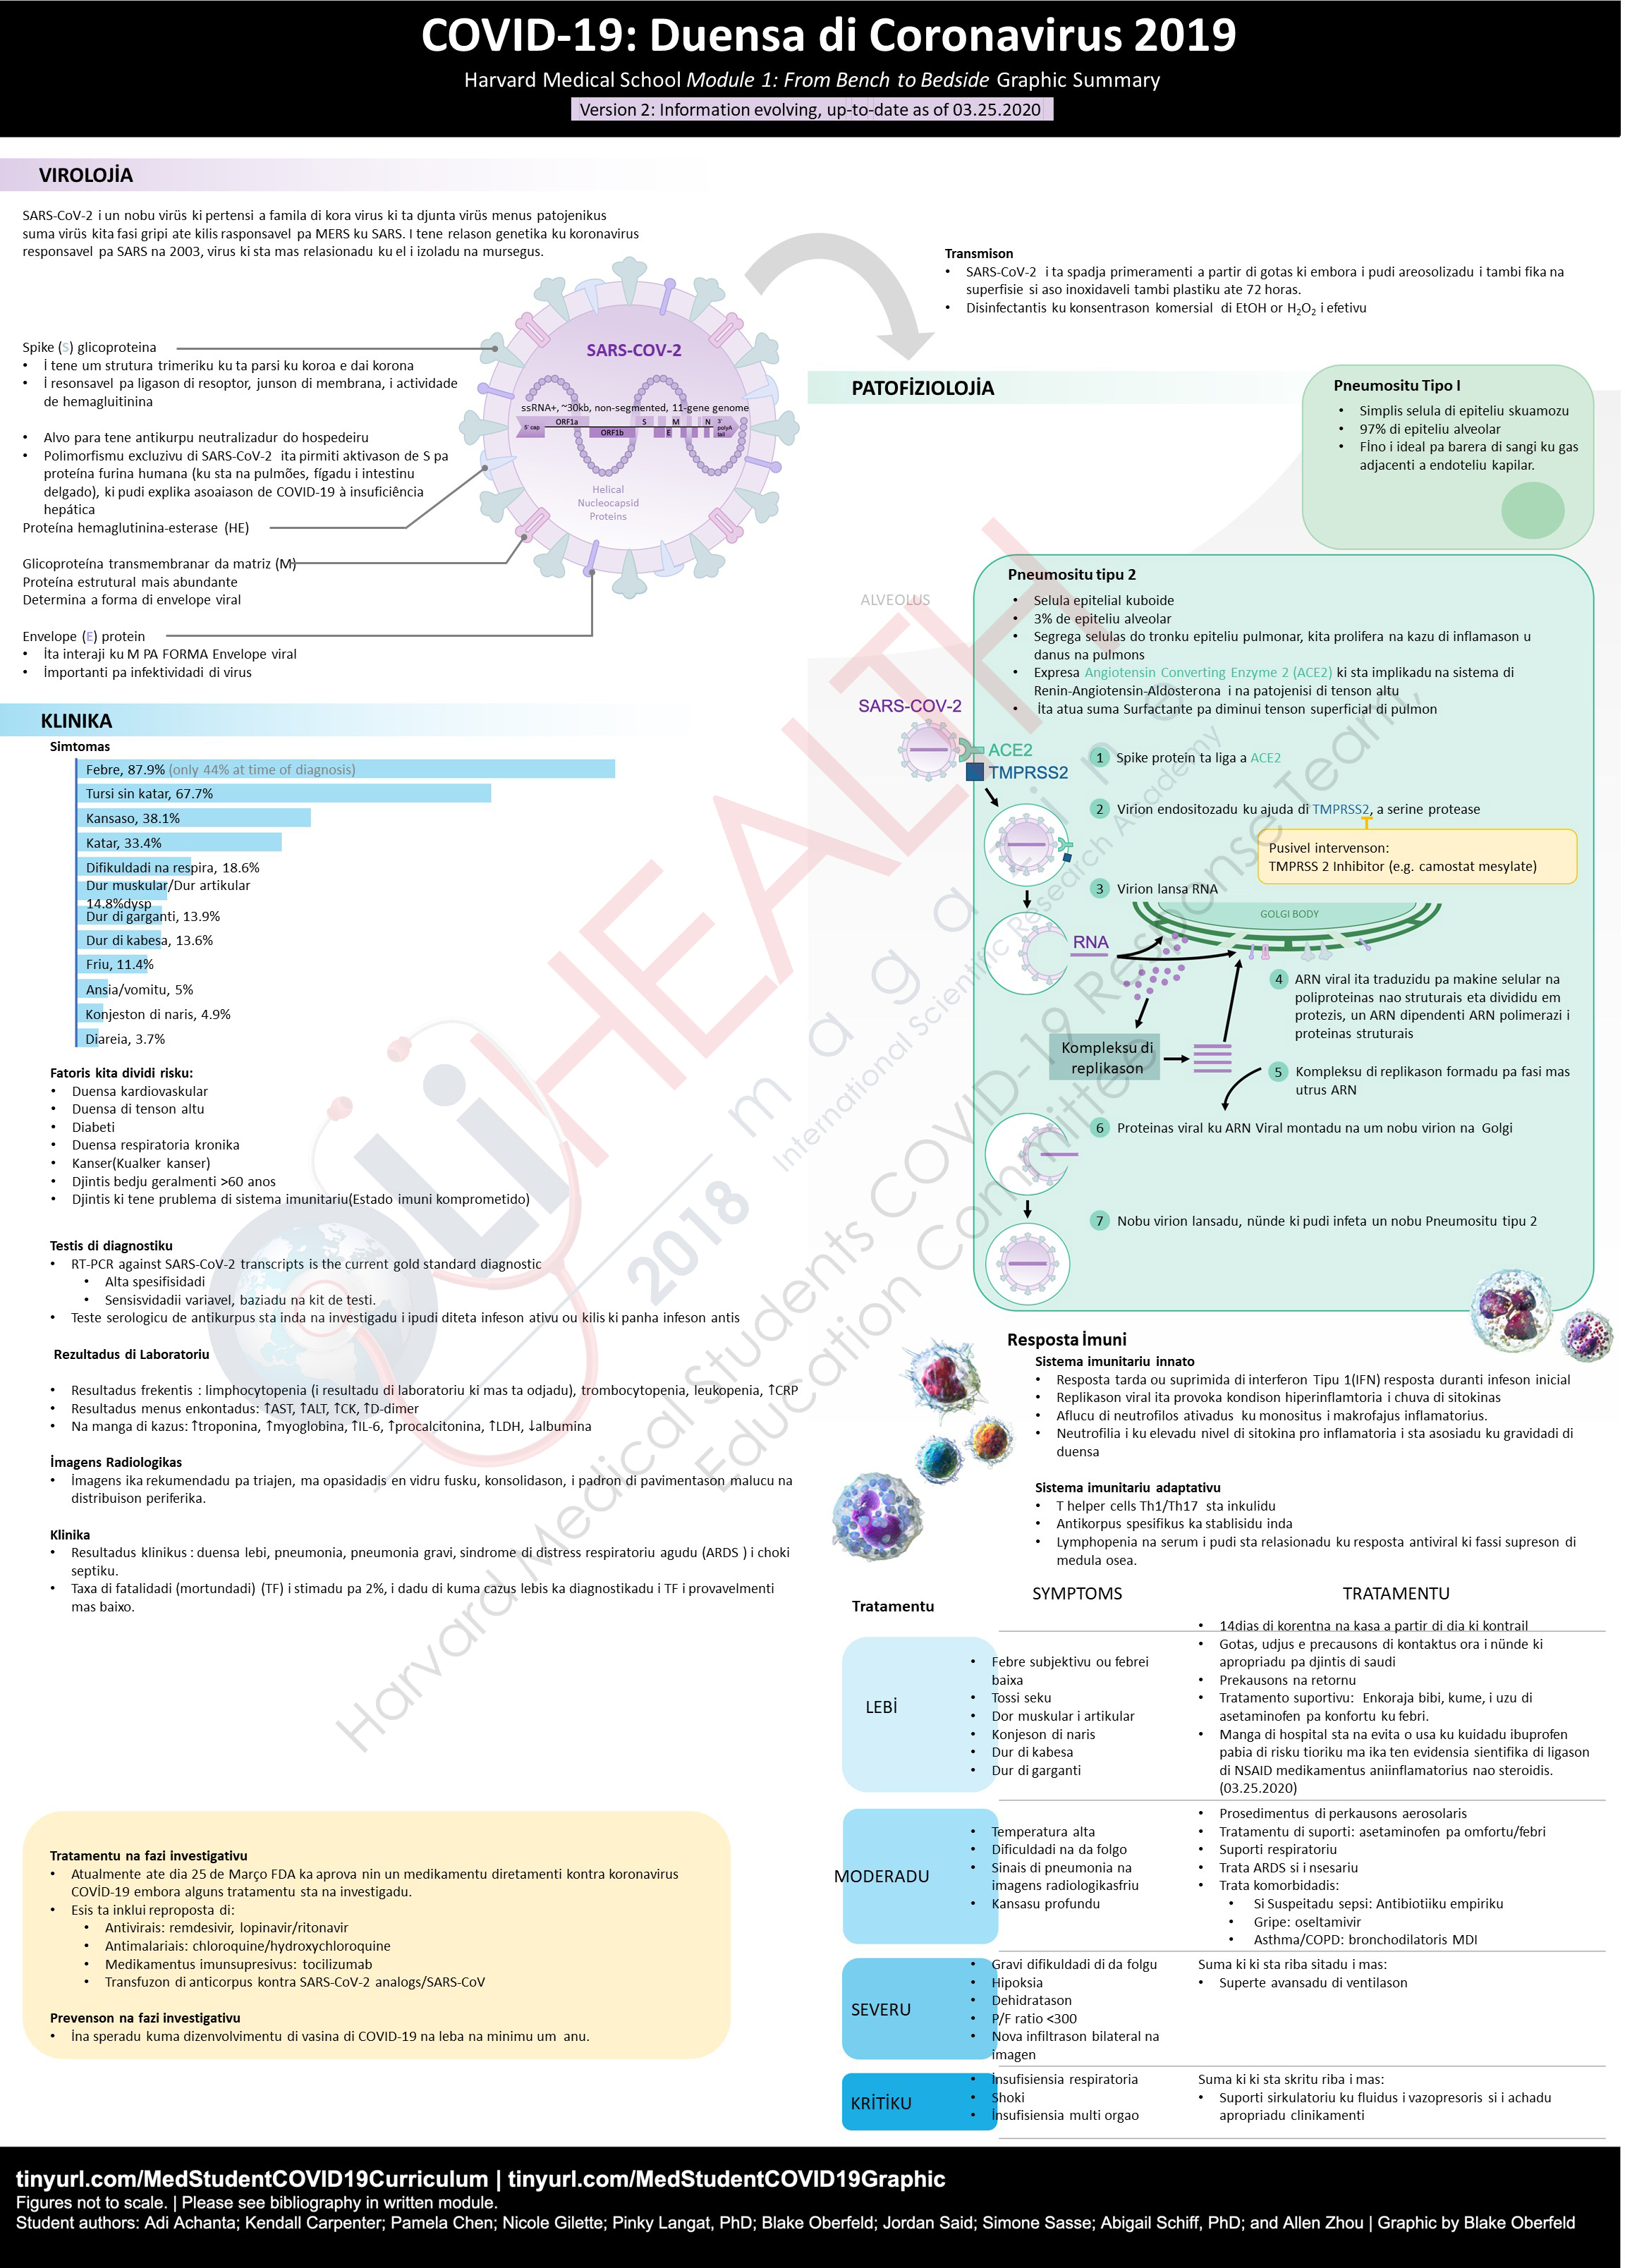 COVID-19: Duensa di Coronavirus 2019
Harvard Medical School Module 1: From Bench to Bedside Graphic Summary
Version 2: Information evolving, up-to-date as of 03.25.2020
VIROLOJİA
SARS-CoV-2 i un nobu virüs ki pertensi a famila di kora virus ki ta djunta virüs menus patojenikus
suma virüs kita fasi gripi ate kilis rasponsavel pa MERS ku SARS. I tene relason genetika ku koronavirus
responsavel pa SARS na 2003, virus ki sta mas relasionadu ku el i izoladu na mursegus.
Spike (S) glicoproteina
• İ tene um strutura trimeriku ku ta parsi ku koroa e dai korona
• İ resonsavel pa ligason di resoptor, junson di membrana, i actividade
de hemagluitinina
• Alvo para tene antikurpu neutralizadur do hospedeiru
• Polimorfismu excluzivu di SARS-CoV-2 ita pirmiti aktivason de S pa
proteína furina humana (ku sta na pulmões, fígadu i intestinu
delgado), ki pudi explika asoaiason de COVID-19 à insuficiência
hepática
Proteína hemaglutinina-esterase (HE)
Glicoproteína transmembranar da matriz (M)
Proteína estrutural mais abundante
Determina a forma di envelope viral
Envelope (E) protein
• İta interaji ku M PA FORMA Envelope viral
• İmportanti pa infektividadi di virus
SARS-COV-2
ssRNA+, ~30kb, non-segmented, 11-gene genome
5' cap
ORF1a
ORF1b
S
E
M
N
3' polyA tail
Helical
Nucleocapsid
Proteins
Transmison
• SARS-CoV-2 i ta spadja primeramenti a partir di gotas ki embora i pudi areosolizadu i tambi fika na
superfisie si aso inoxidaveli tambi plastiku ate 72 horas.
• Disinfectantis ku konsentrason komersial di EtOH or H₂O₂ i efetivu
PATOFİZIOLOJİA
Pneumositu Tipo I
• Simplis selula di epiteliu skuamozu
• 97% di epiteliu alveolar
• Fİno i ideal pa barera di sangi ku gas
adjacenti a endoteliu kapilar.
ALVEOLUS
Pneumositu tipu 2
• Selula epitelial kuboide
• 3% de epiteliu alveolar
• Segrega selulas do tronku epiteliu pulmonar, kita prolifera na kazu di inflamason u
danus na pulmons
• Expresa Angiotensin Converting Enzyme 2 (ACE2) ki sta implikadu na sistema di
Renin-Angiotensin-Aldosterona i na patojenisi di tenson altu
• İta atua suma Surfactante pa diminui tenson superficial di pulmon
SARS-COV-2
ACE2
TMPRSS2
1 Spike protein ta liga a ACE2
2 Virion endositozadu ku ajuda di TMPRSS2, a serine protease
Pusivel intervenson:
TMPRSS 2 Inhibitor (e.g. camostat mesylate)
3 Virion lansa RNA
GOLGI BODY
RNA
4 ARN viral ita traduzidu pa makine selular na
poliproteinas nao struturais eta divididu em
protezis, un ARN dipendenti ARN polimerazi i
proteinas struturais
Kompleksu di
replikason
5 Kompleksu di replikason formadu pa fasi mas
utrus ARN
6 Proteinas viral ku ARN Viral montadu na um nobu virion na Golgi
7 Nobu virion lansadu, nünde ki pudi infeta un nobu Pneumositu tipu 2
KLINIKA
Simtomas
Febre, 87.9% (only 44% at time of diagnosis)
Tursi sin katar, 67.7%
Kansaso, 38.1%
Katar, 33.4%
Difikuldadi na respira, 18.6%
Dur muskular/Dur artikular
14.8%dysp
Dur di garganti, 13.9%
Dur di kabesa, 13.6%
Friu, 11.4%
Ansia/vomitu, 5%
Konjeston di naris, 4.9%
Diareia, 3.7%
Fatoris kita dividi risku:
• Duensa kardiovaskular
• Duensa di tenson altu
• Diabeti
• Duensa respiratoria kronika
• Kanser(Kualker kanser)
• Djintis bedju geralmenti >60 anos
• Djintis ki tene prublema di sistema imunitariu(Estado imuni komprometido)
Testis di diagnostiku
• RT-PCR against SARS-CoV-2 transcripts is the current gold standard diagnostic
• Alta spesifisidadi
• Sensisvidadii variavel, baziadu na kit de testi.
• Teste serologicu de antikurpus sta inda na investigadu i ipudi diteta infeson ativu ou kilis ki panha infeson antis
Rezultadus di Laboratoriu
• Resultadus frekentis : limphocytopenia (i resultadu di laboratoriu ki mas ta odjadu), trombocytopenia, leukopenia, ↑CRP
• Resultadus menus enkontadus: ↑AST, ↑ALT, ↑CK, ↑D-dimer
• Na manga di kazus: ↑troponina, ↑myoglobina, ↑IL-6, ↑procalcitonina, ↑LDH, ↓albumina
İmagens Radiologikas
• İmagens ika rekumendadu pa triajen, ma opasidadis en vidru fusku, konsolidason, i padron di pavimentason malucu na
distribuison periferika.
Klinika
• Resultadus klinikus : duensa lebi, pneumonia, pneumonia gravi, sindrome di distress respiratoriu agudu (ARDS ) i choki
septiku.
• Taxa di fatalidadi (mortundadi) (TF) i stimadu pa 2%, i dadu di kuma cazus lebis ka diagnostikadu i TF i provavelmenti
mas baixo.
Resposta İmuni
Sistema imunitariu innato
• Resposta tarda ou suprimida di interferon Tipu 1(IFN) resposta duranti infeson inicial
• Replikason viral ita provoka kondison hiperinflamtoria i chuva di sitokinas
• Aflucu di neutrofilos ativadus ku monositus i makrofajus inflamatorius.
• Neutrofilia i ku elevadu nivel di sitokina pro inflamatoria i sta asosiadu ku gravidadi di
duensa
Sistema imunitariu adaptativu
• T helper cells Th1/Th17 sta inkulidu
• Antikorpus spesifikus ka stablisidu inda
• Lymphopenia na serum i pudi sta relasionadu ku resposta antiviral ki fassi supreson di
medula osea.
Tratamentu
SYMPTOMS
TRATAMENTU
LEBİ
• Febre subjektivu ou febrei
baixa
• Tossi seku
• Dor muskular i artikular
• Konjeson di naris
• Dur di kabesa
• Dur di garganti
• 14dias di korentna na kasa a partir di dia ki kontrail
• Gotas, udjus e precausons di kontaktus ora i nünde ki
apropriadu pa djintis di saudi
• Prekausons na retornu
• Tratamento suportivu: Enkoraja bibi, kume, i uzu di
asetaminofen pa konfortu ku febri.
• Manga di hospital sta na evita o usa ku kuidadu ibuprofen
pabia di risku tioriku ma ika ten evidensia sientifika di ligason
di NSAID medikamentus aniinflamatorius nao steroidis.
(03.25.2020)
MODERADU
• Temperatura alta
• Dificuldadi na da folgo
• Sinais di pneumonia na
imagens radiologikasfriu
• Kansasu profundu
• Prosedimentus di perkausons aerosolaris
• Tratamentu di suporti: asetaminofen pa omfortu/febri
• Suporti respiratoriu
• Trata ARDS si i nsesariu
• Trata komorbidadis:
• Si Suspeitadu sepsi: Antibiotiiku empiriku
• Gripe: oseltamivir
• Asthma/COPD: bronchodilatoris MDI
SEVERU
• Gravi difikuldadi di da folgu
• Hipoksia
• Dehidratason
• P/F ratio <300
• Nova infiltrason bilateral na
imagen
Suma ki ki sta riba sitadu i mas:
• Superte avansadu di ventilason
KRİTİKU
• İnsufisiensia respiratoria
• Shoki
• İnsufisiensia multi orgao
Suma ki ki sta skritu riba i mas:
• Suporti sirkulatoriu ku fluidus i vazopresoris si i achadu
apropriadu clinikamenti
Tratamentu na fazi investigativu
• Atualmente ate dia 25 de Março FDA ka aprova nin un medikamentu diretamenti kontra koronavirus
COVİD-19 embora alguns tratamentu sta na investigadu.
• Esis ta inklui reproposta di:
• Antivirais: remdesivir, lopinavir/ritonavir
• Antimalariais: chloroquine/hydroxychloroquine
• Medikamentus imunsupresivus: tocilizumab
• Transfuzon di anticorpus kontra SARS-CoV-2 analogs/SARS-CoV
Prevenson na fazi investigativu
• İna speradu kuma dizenvolvimentu di vasina di COVID-19 na leba na minimu um anu.
OLi HEALTH
magazine
2018
International Scientific Research Academy
Harvard Medical Students COVID-19 Response Team,
Education Committee
tinyurl.com/MedStudentCOVID19Curriculum | tinyurl.com/MedStudentCOVID19Graphic
Figures not to scale. | Please see bibliography in written module.
Student authors: Adi Achanta; Kendall Carpenter; Pamela Chen; Nicole Gilette; Pinky Langat, PhD; Blake Oberfeld; Jordan Said; Simone Sasse; Abigail Schiff, PhD; and Allen Zhou | Graphic by Blake Oberfeld